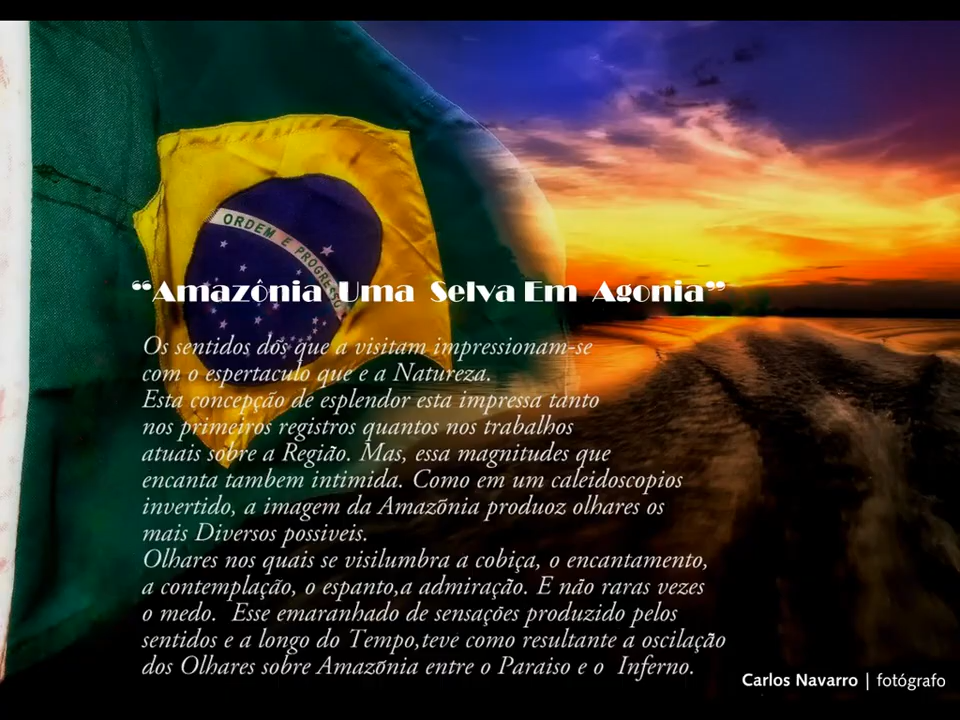 ORDEM E PROGRESSO
“Amazônia Uma Selva Em Agonia”
Os sentidos dos que a visitam impressionam-se
com o espertaculo que e a Natureza.
Esta concepção de esplendor esta impressa tanto
nos primeiros registros quantos nos trabalhos
atuais sobre a Região. Mas, essa magnitudes que
encanta tambem intimida. Como em um caleidoscopios
invertido, a imagem da Amazõnia produoz olhares os
mais Diversos possiveis.
Olhares nos quais se visilumbra a cobiça, o encantamento,
a contemplação, o espanto,a admiração. E não raras vezes
o medo. Esse emaranhado de sensações produzido pelos
sentidos e a longo do Tempo,teve como resultante a oscilação
dos Olhares sobre Amazõnia entre o Paraiso e o Inferno.
Carlos Navarro | fotógrafo